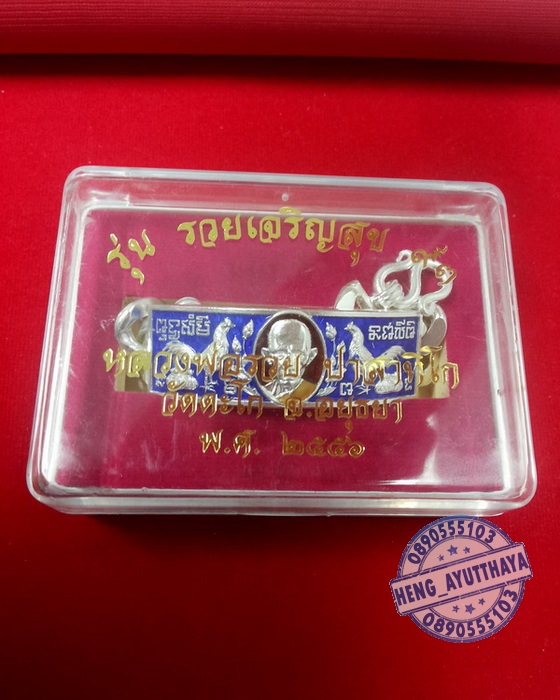 รุ่น รวยเจริญสุข ๙๓
หลวงพ่อรวย ปาสาทิโก
วัดตะโก จ.อยุธยา
พ.ศ. ๒๕๕๖
0890555103
HENG_AYUTTHAYA
0890555103